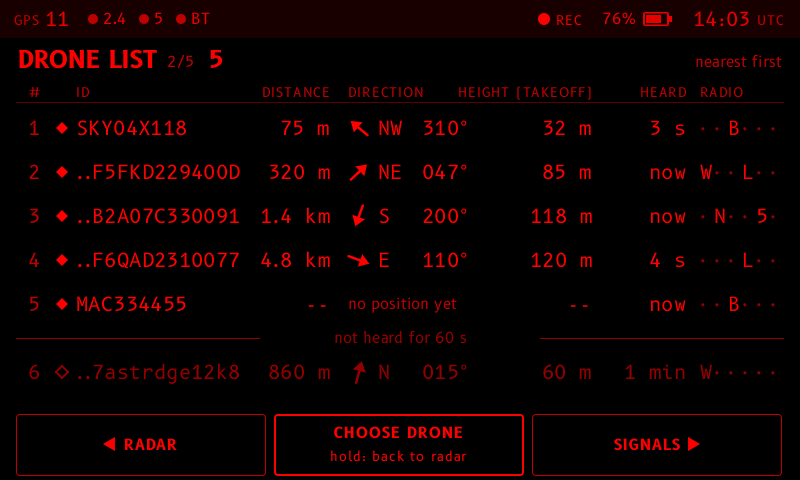 GPS 11 2.4 5 BT REC 76% 14:03 UTC
DRONE LIST 2/5 5 nearest first
# ID DISTANCE DIRECTION HEIGHT [TAKEOFF] HEARD RADIO
1 SKY04X118 75 m NW 310° 32 m 3 s ··B···
2 ..F5FKD229400D 320 m NE 047° 85 m now W··L··
3 ..B2A07C330091 1.4 km S 200° 118 m now ·N··5·
4 ..F6QAD2310077 4.8 km E 110° 120 m 4 s ···L··
5 MAC334455 -- no position yet -- now ··B···
not heard for 60 s
6 ..7astrdge12k8 860 m N 015° 60 m 1 min W·····
◀ RADAR CHOOSE DRONE SIGNALS ▶
hold: back to radar